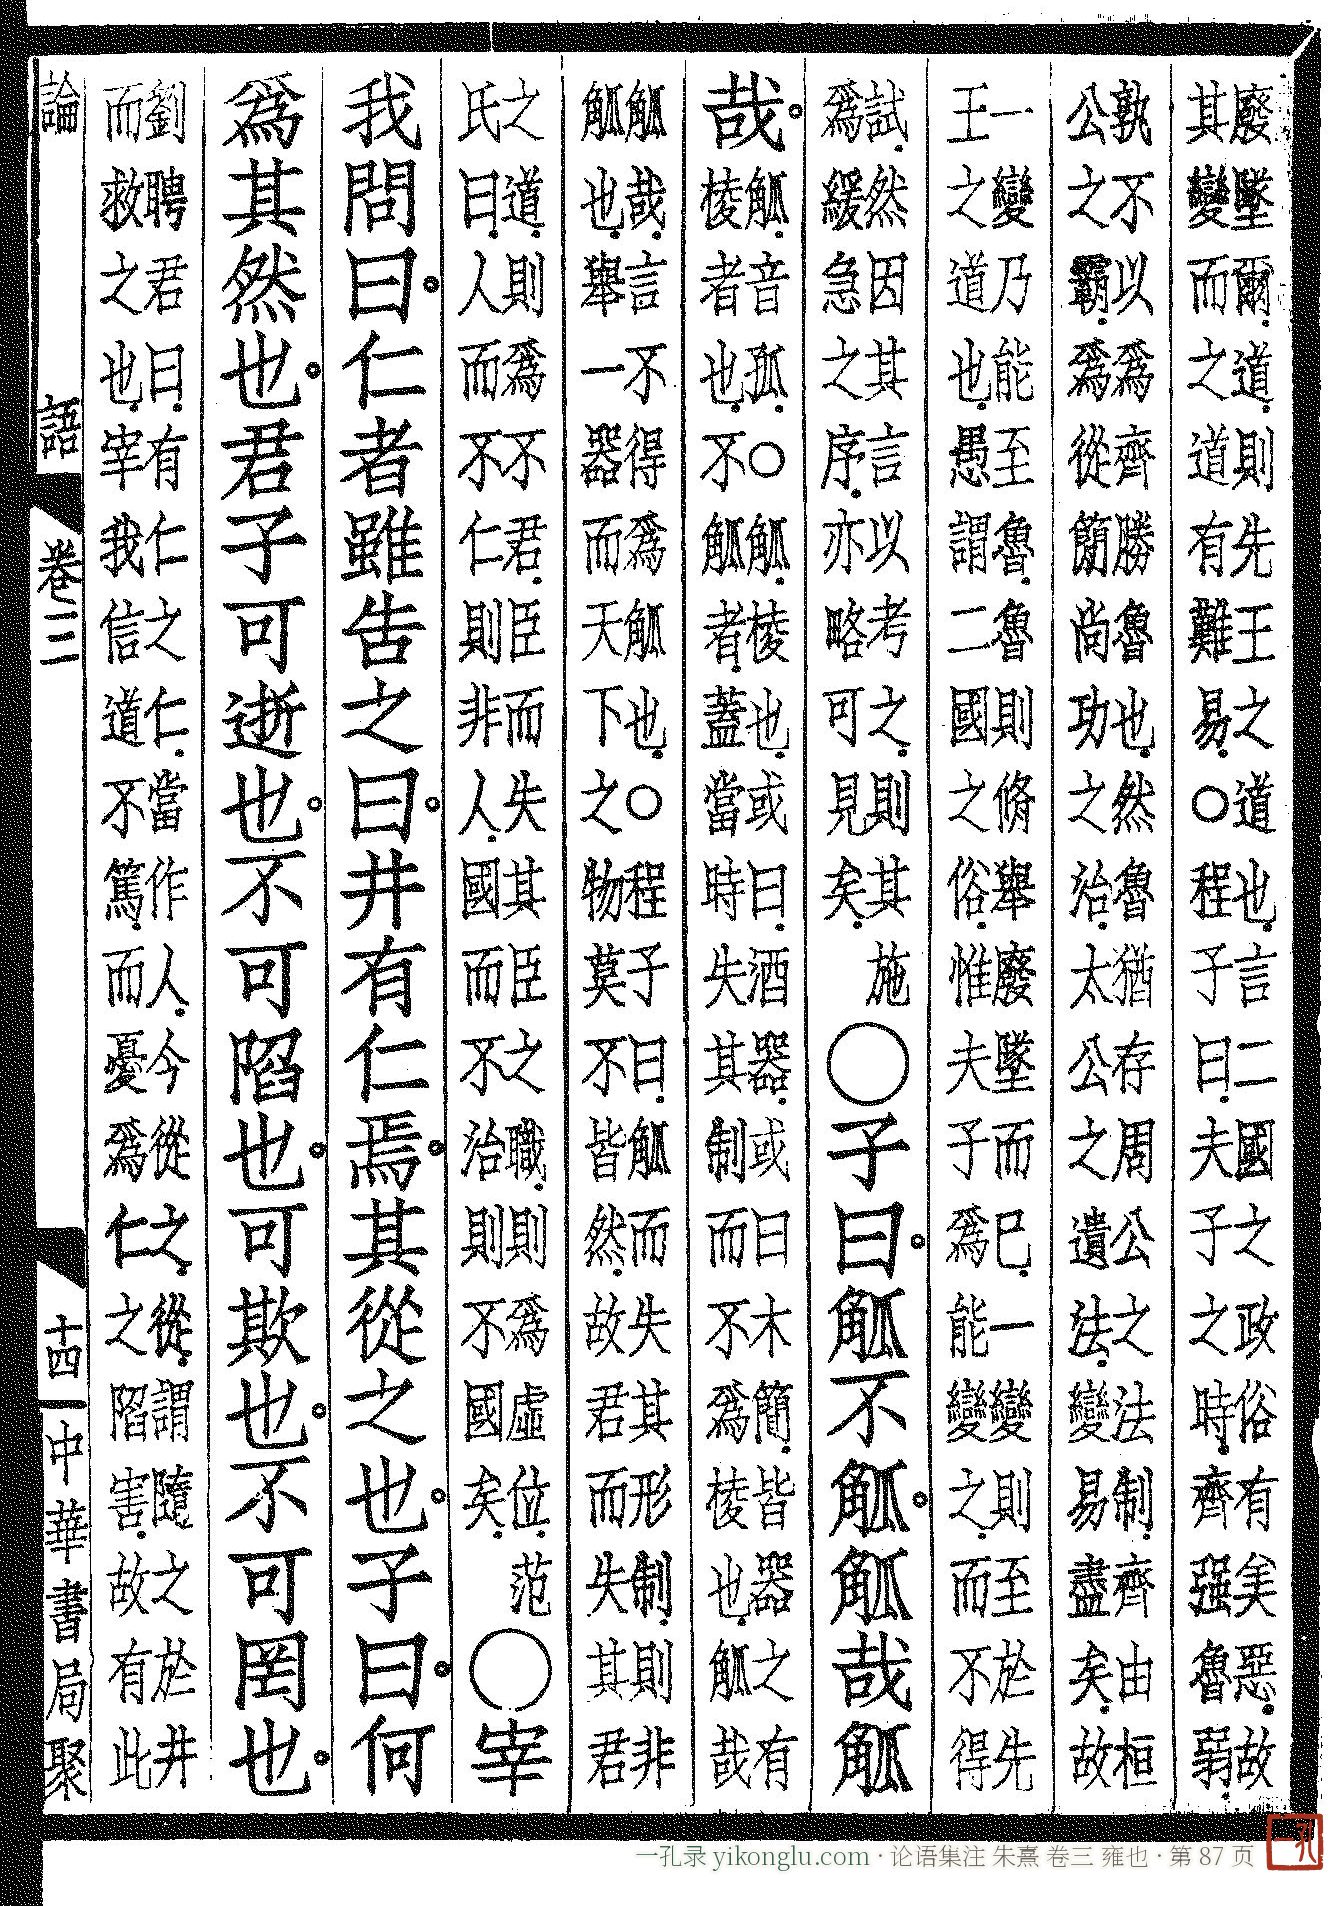 廢墜爾。道。則先王之道也。言二國之政俗有美惡。故
其變而之道有難易。○程子曰。夫子之時。齊强魯弱。
孰不以爲齊勝魯也。然魯猶存周公之法制。齊由桓
公之霸。爲從簡尚功之治。太公之遺法。變易盡矣。故
一變乃能至魯。魯則脩舉廢墜而已。一變則至於先
王之道也。愚謂二國之俗。惟夫子爲能變之。而不得
試。然因其言以考之。則其施
爲緩急之序。亦略可見矣。
○子曰。觚不觚。觚哉觚
哉。
觚。音孤。○觚。棱也。或曰。酒器。或曰木簡。皆器之有
棱者也。不觚者。蓋當時失其制而不爲棱也。觚哉
觚哉。言不得爲觚也。○程子曰。觚而失其形制。則非
觚也。舉一器而天下之物莫不皆然。故君而失其君
之道。則爲不君。臣而失其臣之職。則爲虛位。范
氏曰。人而不仁則非人。國而不治則不國矣。
○宰
我問曰。仁者雖告之曰。井有仁焉。其從之也。子曰。何
爲其然也。君子可逝也。不可陷也。可欺也。不可罔也。
劉聘君曰。有仁之仁。當作人。今從之。從。謂隨之於井
而救之也。宰我信道不篤。而憂爲仁之陷害。故有此
論語 卷三 十四 中華書局聚
一孔录 yikonglu.com · 论语集注 朱熹 卷三 雍也 · 第 87 页
一孔